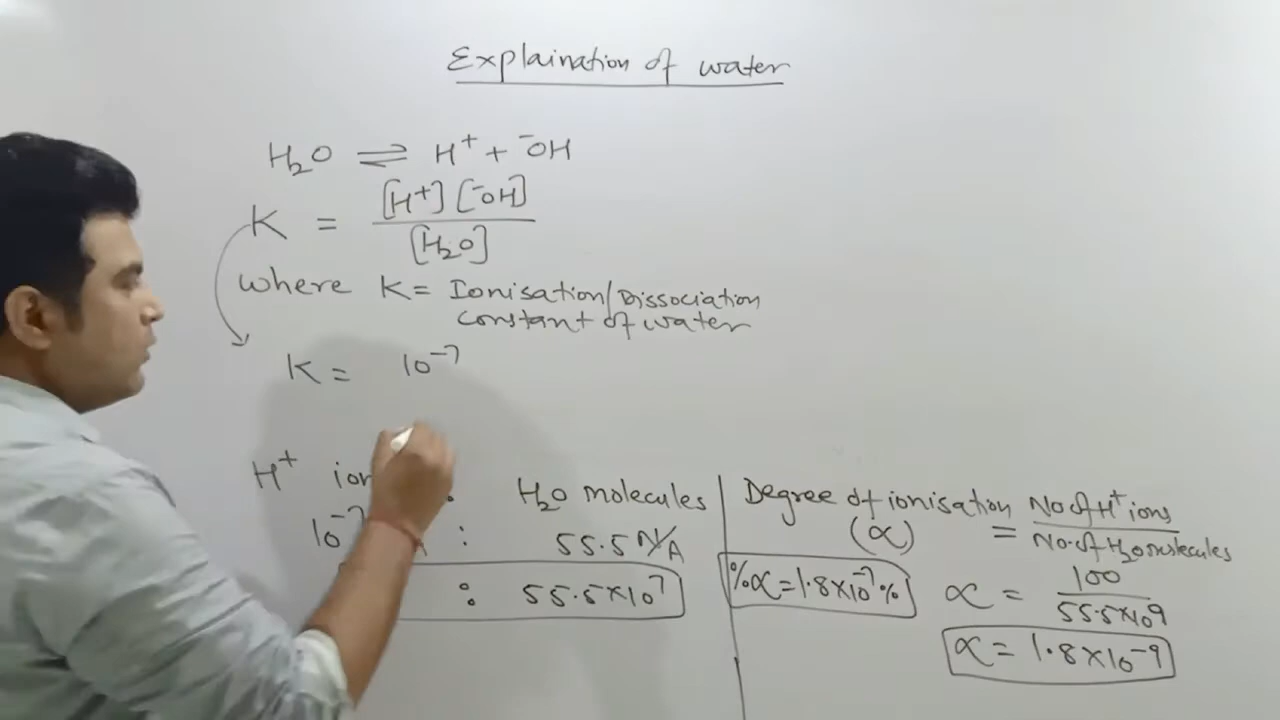 Explaination of water
H₂O ⇌ H⁺ + ⁻OH
K = [H⁺] [⁻OH]
[H₂O]
where K = Ionisation/Dissociation
constant of water
K = 10⁻⁷
H⁺ : H₂O molecules
10⁻⁷ : 55.5 NA
: 55.5×10⁷
Degree of ionisation = No of H⁺ ions
(α) No. of H₂O molecules
%α = 1.8×10⁻⁷ %
α = 100
55.5×10⁹
α = 1.8×10⁻⁹